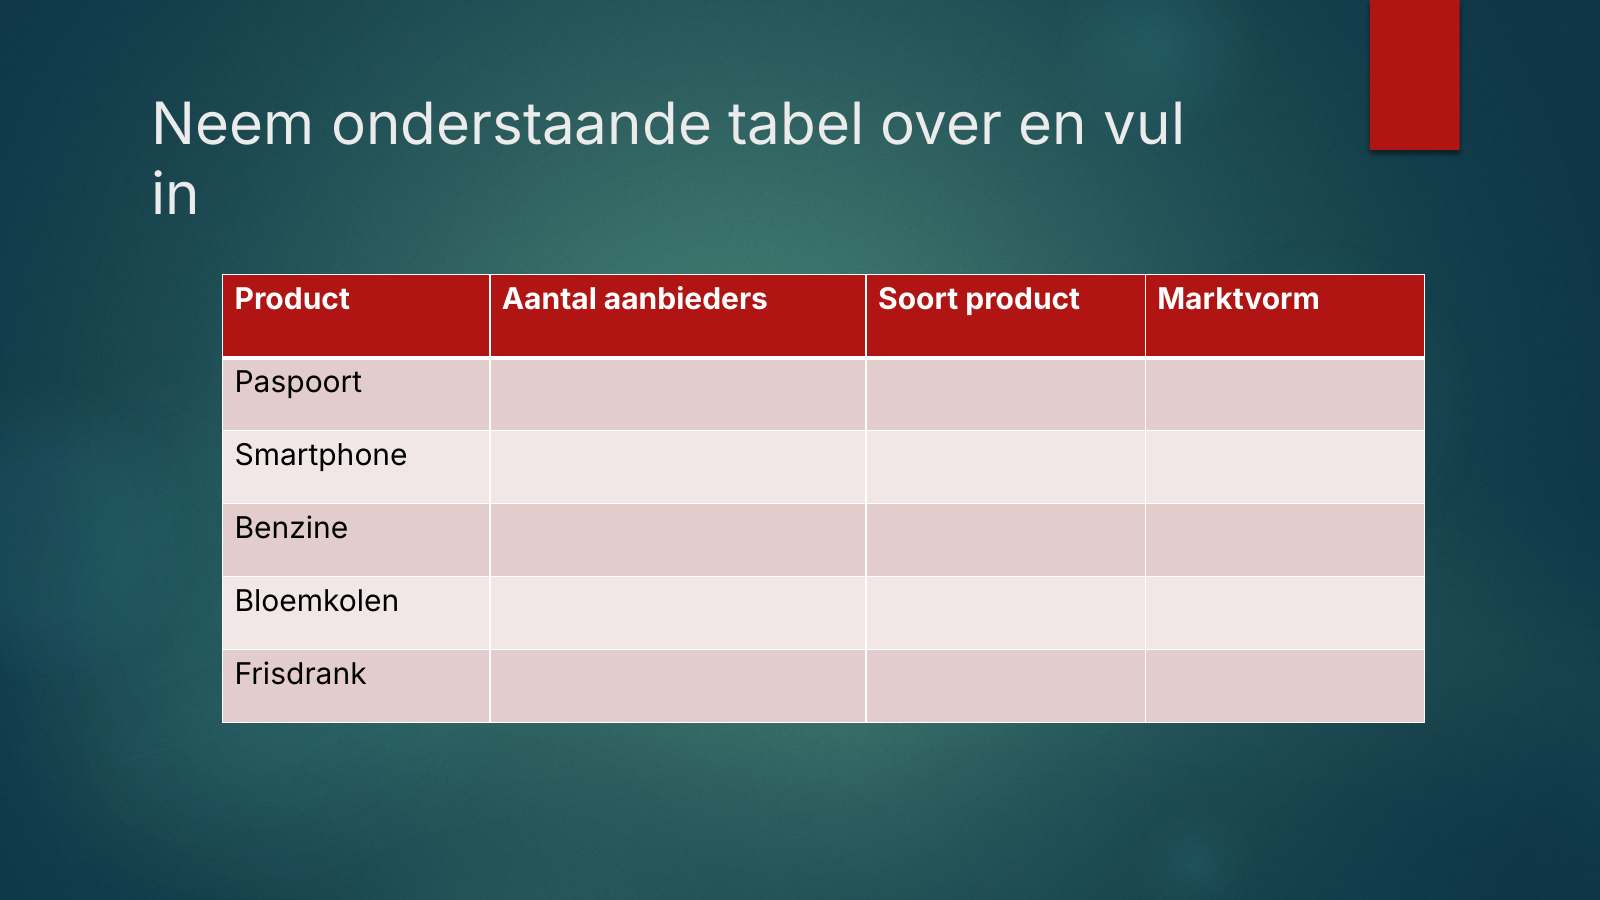 Neem onderstaande tabel over en vul
in
Product Aantal aanbieders Soort product Marktvorm
Paspoort
Smartphone
Benzine
Bloemkolen
Frisdrank